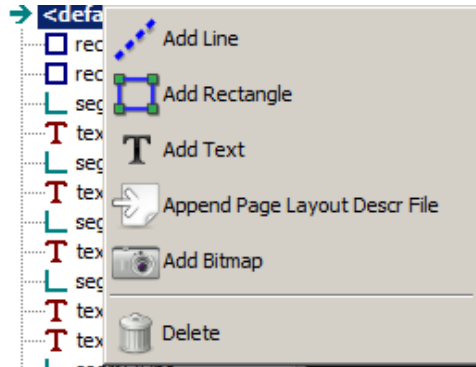 <defa
rec
rec
seg
tex
seg
tex
seg
tex
seg
tex
tex
Add Line
Add Rectangle
Add Text
Append Page Layout Descr File
Add Bitmap
Delete